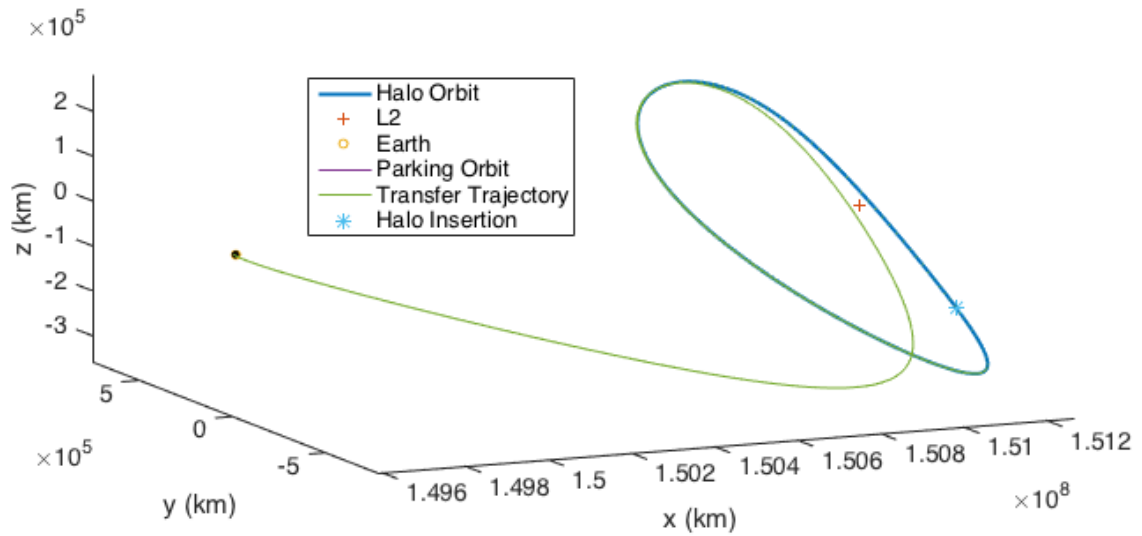 ×10^5
2
1
0
-1
-2
-3
z (km)
Halo Orbit
L2
Earth
Parking Orbit
Transfer Trajectory
Halo Insertion
5
0
-5
×10^5
y (km)
1.496
1.498
1.5
1.502
1.504
1.506
1.508
1.51
1.512
×10^8
x (km)